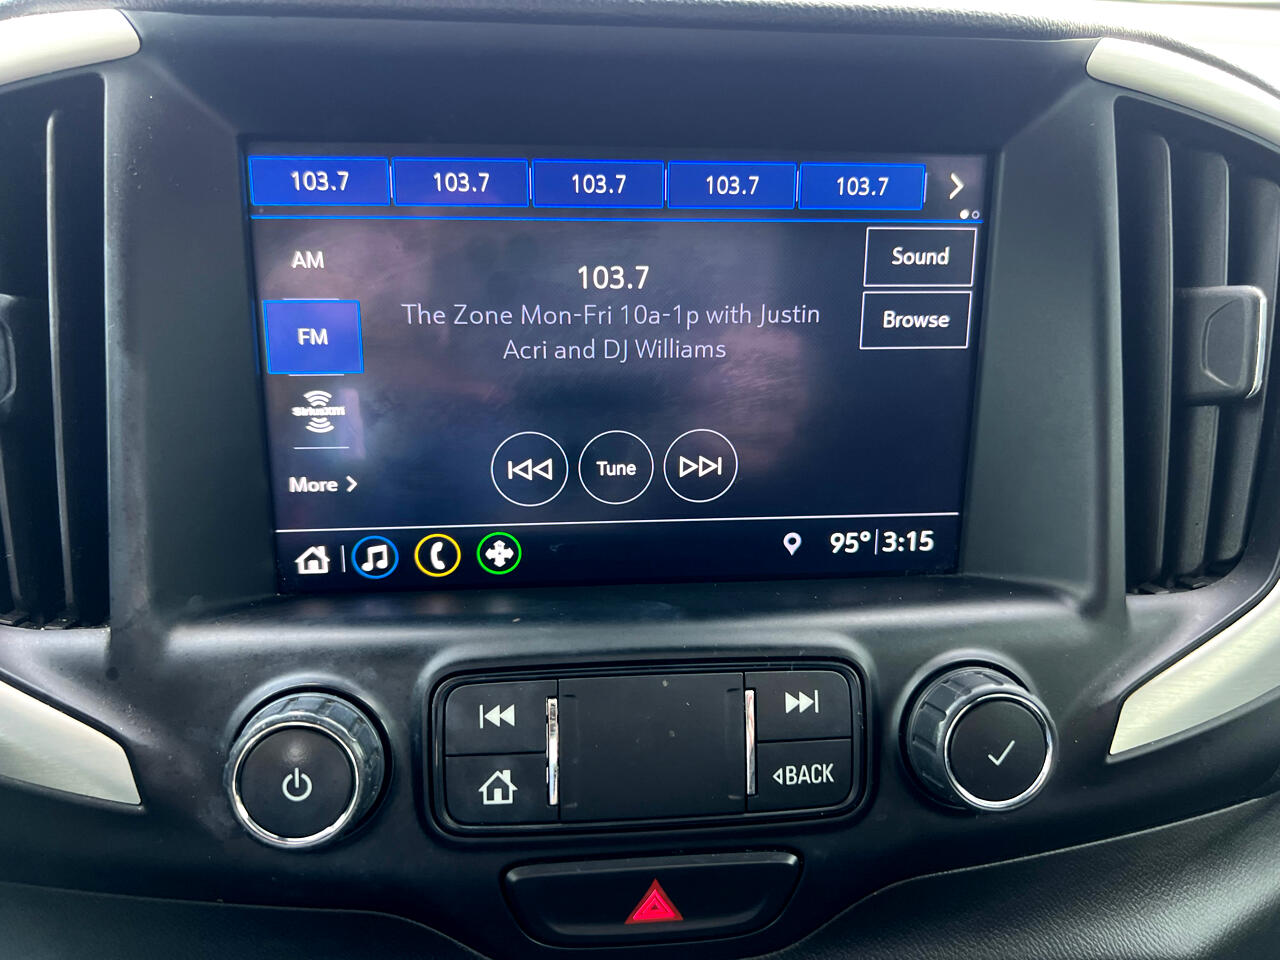 103.7 103.7 103.7 103.7 103.7
AM
FM
SiriusXM
More
103.7
The Zone Mon-Fri 10a-1p with Justin
Acri and DJ Williams
Sound
Browse
Tune
95° 3:15
BACK